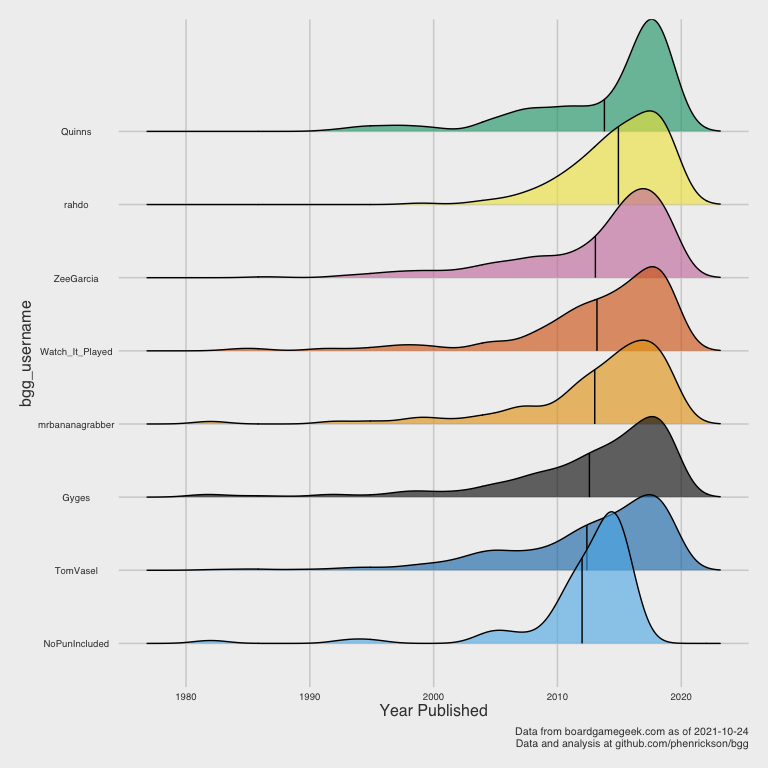 Quinns
rahdo
ZeeGarcia
Watch_It_Played
mrbananagrabber
Gyges
TomVasel
NoPunIncluded
bgg_username
1980 1990 2000 2010 2020
Year Published
Data from boardgamegeek.com as of 2021-10-24
Data and analysis at github.com/phenrickson/bgg